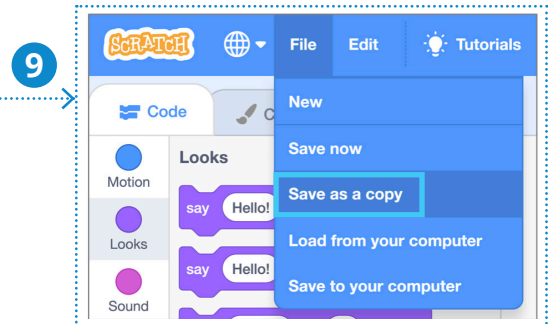 9
SCRATCH File Edit Tutorials
Code C
New
Looks
Save now
Motion
say Hello!
Save as a copy
Looks
Load from your computer
say Hello!
Save to your computer
Sound